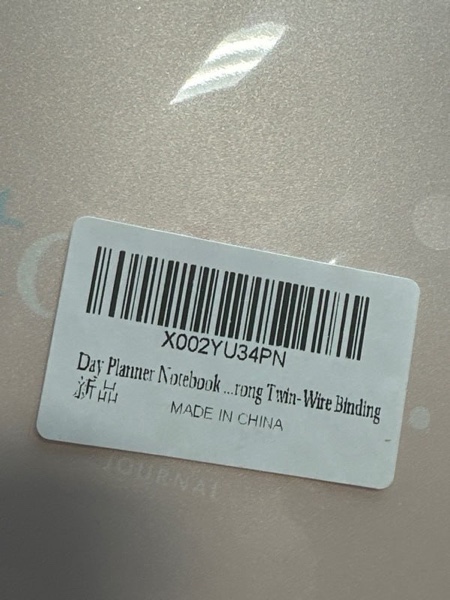 X002YU34PN
Day Planner Notebook ...rong Twin-Wire Binding
新品
MADE IN CHINA
JOURNAL